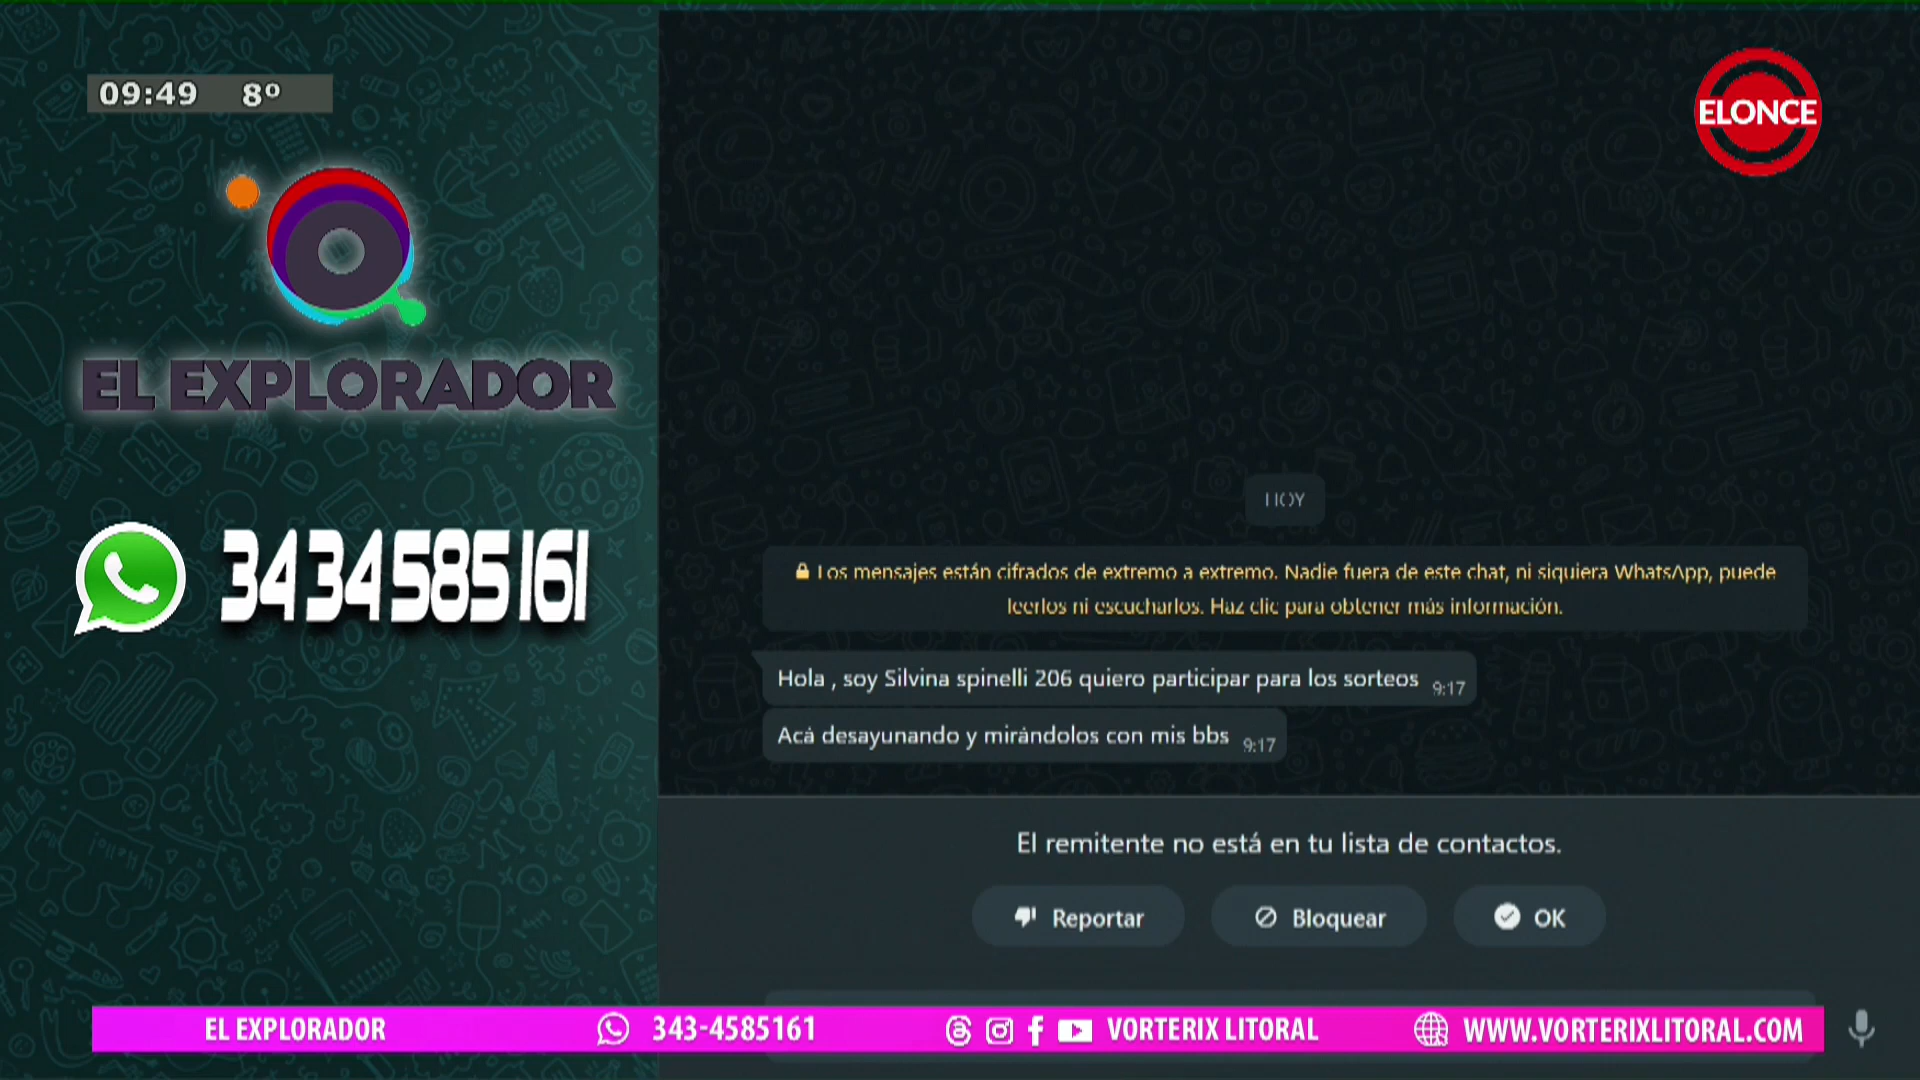 09:49 8º
ELONCE
EL EXPLORADOR
3434585161
HOY
Los mensajes están cifrados de extremo a extremo. Nadie fuera de este chat, ni siquiera WhatsApp, puede
leerlos ni escucharlos. Haz clic para obtener más información.
Hola , soy Silvina spinelli 206 quiero participar para los sorteos 9:17
Acá desayunando y mirándolos con mis bbs 9:17
El remitente no está en tu lista de contactos.
Reportar Bloquear OK
EL EXPLORADOR 343-4585161 VORTERIX LITORAL WWW.VORTERIXLITORAL.COM